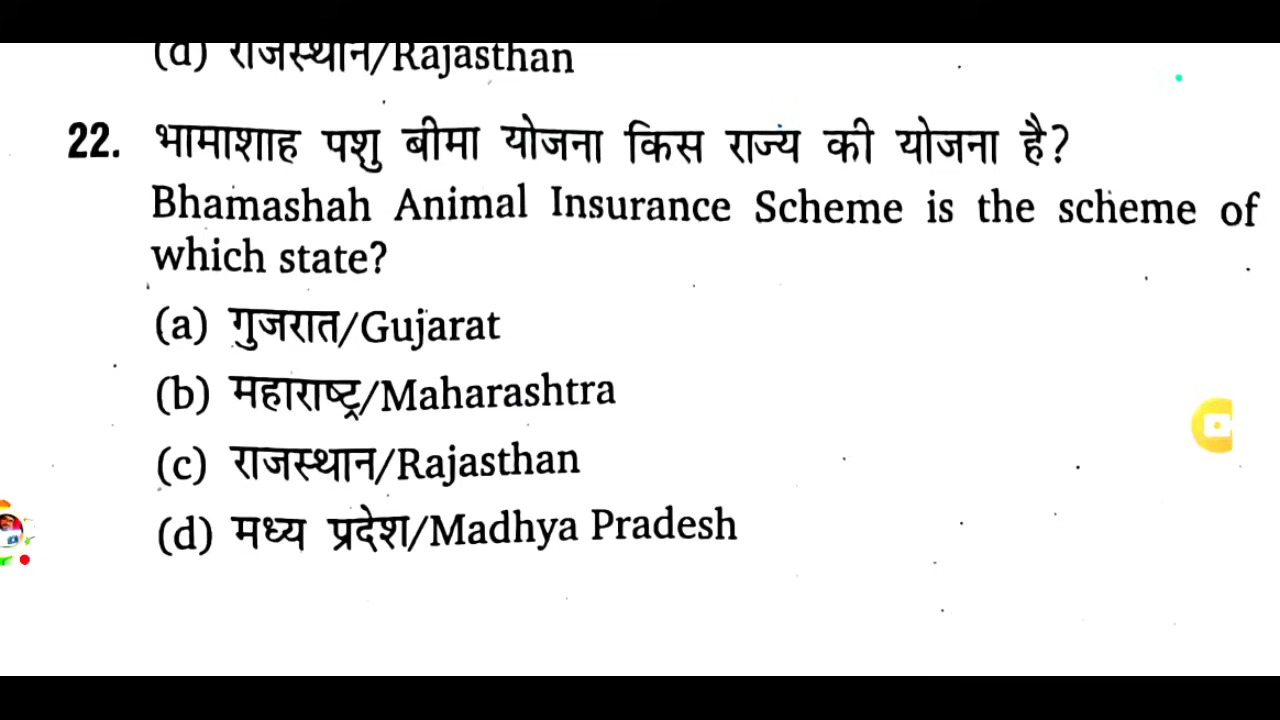 (d) राजस्थान/Rajasthan
22. भामाशाह पशु बीमा योजना किस राज्य की योजना है?
Bhamashah Animal Insurance Scheme is the scheme of
which state?
(a) गुजरात/Gujarat
(b) महाराष्ट्र/Maharashtra
(c) राजस्थान/Rajasthan
(d) मध्य प्रदेश/Madhya Pradesh